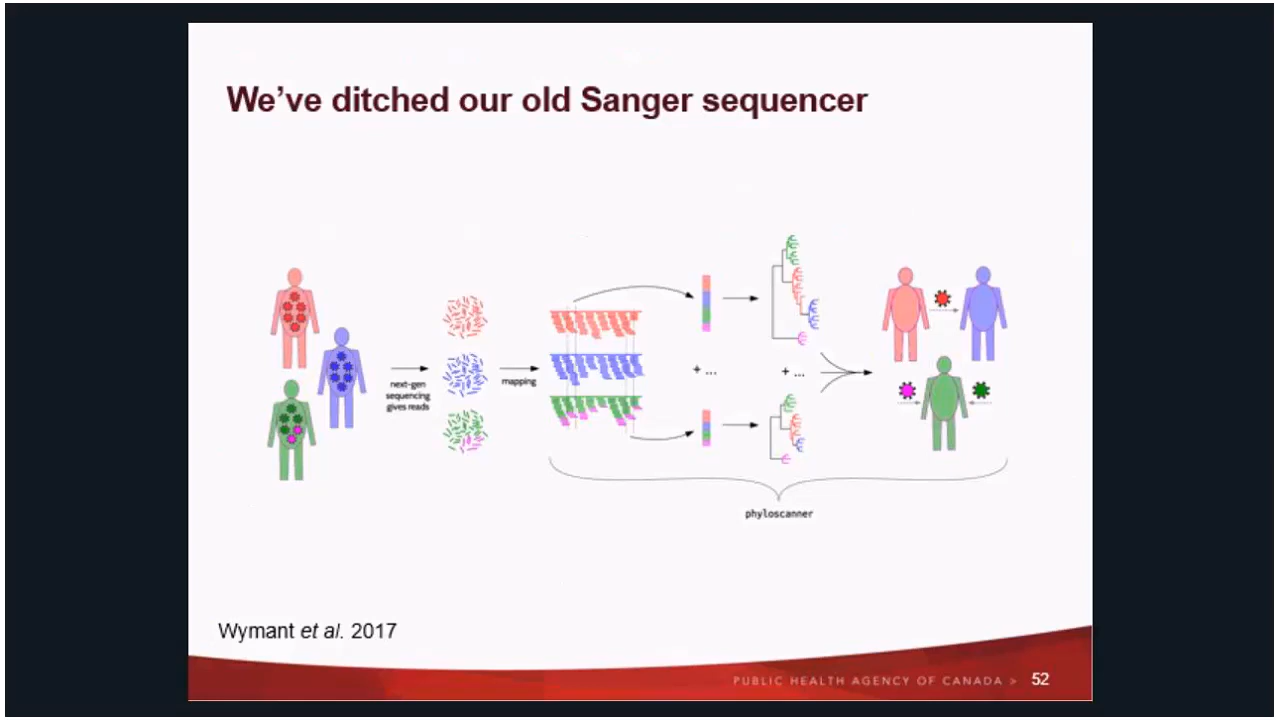 We've ditched our old Sanger sequencer
next-gen
sequencing
gives reads
mapping
+ ...
+ ...
phyloscanner
Wymant et al. 2017
PUBLIC HEALTH AGENCY OF CANADA > 52